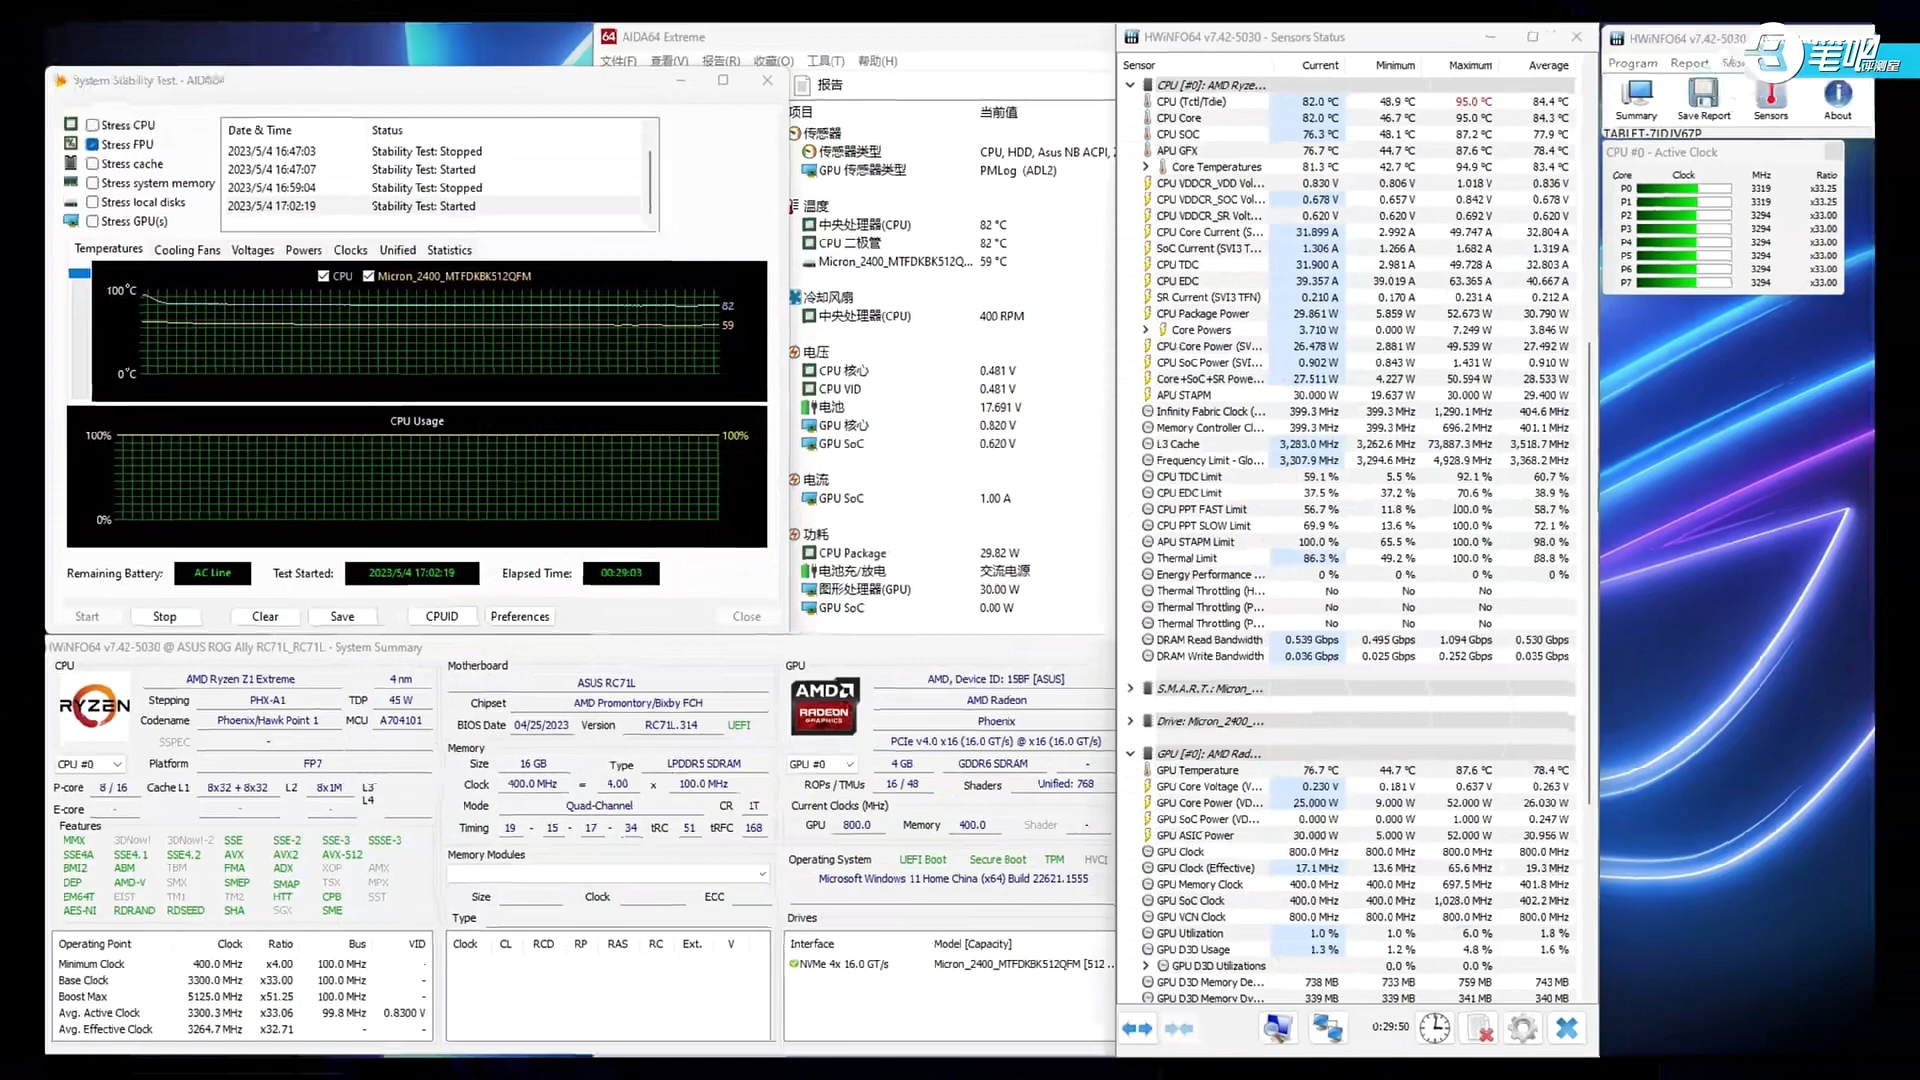 System Stability Test - AIDA64
Stress CPU
Stress FPU
Stress cache
Stress system memory
Stress local disks
Stress GPU(s)
Date & Time Status
2023/5/4 16:47:03 Stability Test: Stopped
2023/5/4 16:47:07 Stability Test: Started
2023/5/4 16:59:04 Stability Test: Stopped
2023/5/4 17:02:19 Stability Test: Started
Temperatures Cooling Fans Voltages Powers Clocks Unified Statistics
CPU Micron_2400_MTFDKBK512QFM
100°C
82
59
0°C
CPU Usage
100% 100%
0%
Remaining Battery: AC Line Test Started: 2023/5/4 17:02:19 Elapsed Time: 00:29:03
Start Stop Clear Save CPUID Preferences Close
64 AIDA64 Extreme
文件(F) 查看(V) 报告(R) 收藏(O) 工具(T) 帮助(H)
报告
项目 当前值
传感器
传感器类型 CPU, HDD, Asus NB ACPI,
GPU 传感器类型 PMLog (ADL2)
温度
中央处理器(CPU) 82 °C
CPU 二极管 82 °C
Micron_2400_MTFDKBK512Q... 59 °C
冷却风扇
中央处理器(CPU) 400 RPM
电压
CPU 核心 0.481 V
CPU VID 0.481 V
电池 17.691 V
GPU 核心 0.820 V
GPU SoC 0.620 V
电流
GPU SoC 1.00 A
功耗
CPU Package 29.82 W
电池充/放电 交流电源
图形处理器(GPU) 30.00 W
GPU SoC 0.00 W
HWiNFO64 v7.42-5030 @ ASUS ROG Ally RC71L_RC71L - System Summary
CPU
RYZEN
AMD Ryzen Z1 Extreme 4 nm
Stepping PHX-A1 TDP 45 W
Codename Phoenix/Hawk Point 1 MCU A704101
SSPEC -
CPU #0 Platform FP7
P-core 8 / 16 Cache L1 8x32 + 8x32 L2 8x1M L3
E-core - - - L4
Features
MMX 3DNow! 3DNow!-2 SSE SSE-2 SSE-3 SSSE-3
SSE4A SSE4.1 SSE4.2 AVX AVX2 AVX-512
BMI2 ABM TBM FMA ADX XOP AMX
DEP AMD-V SMX SMEP SMAP TSX MPX
EM64T EIST TM1 TM2 HTT CPB SST
AES-NI RDRAND RDSEED SHA SGX SME
Operating Point Clock Ratio Bus VID
Minimum Clock 400.0 MHz x4.00 100.0 MHz -
Base Clock 3300.0 MHz x33.00 100.0 MHz -
Boost Max 5125.0 MHz x51.25 100.0 MHz -
Avg. Active Clock 3300.3 MHz x33.06 99.8 MHz 0.8300 V
Avg. Effective Clock 3264.7 MHz x32.71 - -
Motherboard
ASUS RC71L
Chipset AMD Promontory/Bixby FCH
BIOS Date 04/25/2023 Version RC71L.314 UEFI
Memory
Size 16 GB Type LPDDR5 SDRAM
Clock 400.0 MHz = 4.00 x 100.0 MHz
Mode Quad-Channel CR 1T
Timing 19 - 15 - 17 - 34 tRC 51 tRFC 168
Memory Modules
Size Clock ECC
Type
Clock CL RCD RP RAS RC Ext. V
GPU
AMD RADEON GRAPHICS
AMD, Device ID: 15BF [ASUS]
AMD Radeon
Phoenix
PCIe v4.0 x16 (16.0 GT/s) @ x16 (16.0 GT/s)
GPU #0 4 GB GDDR6 SDRAM -
ROPs / TMUs 16 / 48 Shaders Unified: 768
Current Clocks (MHz)
GPU 800.0 Memory 400.0 Shader -
Operating System UEFI Boot Secure Boot TPM HVCI
Microsoft Windows 11 Home China (x64) Build 22621.1555
Drives
Interface Model [Capacity]
NVMe 4x 16.0 GT/s Micron_2400_MTFDKBK512QFM [512 ..
HWiNFO64 v7.42-5030 - Sensors Status
Sensor Current Minimum Maximum Average
CPU [#0]: AMD Ryze...
CPU (Tctl/Tdie) 82.0 °C 48.9 °C 95.0 °C 84.4 °C
CPU Core 82.0 °C 46.7 °C 95.0 °C 84.3 °C
CPU SOC 76.3 °C 48.1 °C 87.2 °C 77.9 °C
APU GFX 76.7 °C 44.7 °C 87.6 °C 78.4 °C
Core Temperatures 81.3 °C 42.7 °C 94.9 °C 83.4 °C
CPU VDDCR_VDD Vol... 0.830 V 0.806 V 1.018 V 0.836 V
CPU VDDCR_SOC Vol... 0.678 V 0.657 V 0.842 V 0.678 V
CPU VDDCR_SR Volt... 0.620 V 0.620 V 0.692 V 0.620 V
CPU Core Current (S... 31.899 A 2.992 A 49.747 A 32.804 A
SoC Current (SVI3 T... 1.306 A 1.266 A 1.682 A 1.319 A
CPU TDC 31.900 A 2.981 A 49.728 A 32.803 A
CPU EDC 39.357 A 39.019 A 63.365 A 40.667 A
SR Current (SVI3 TFN) 0.210 A 0.170 A 0.231 A 0.212 A
CPU Package Power 29.861 W 5.859 W 52.673 W 30.790 W
Core Powers 3.710 W 0.000 W 7.249 W 3.846 W
CPU Core Power (SV... 26.478 W 2.881 W 49.539 W 27.492 W
CPU SoC Power (SVI... 0.902 W 0.843 W 1.431 W 0.910 W
Core+SoC+SR Powe... 27.511 W 4.227 W 50.594 W 28.533 W
APU STAPM 30.000 W 19.637 W 30.000 W 29.400 W
Infinity Fabric Clock (... 399.3 MHz 399.3 MHz 1,290.1 MHz 404.6 MHz
Memory Controller Cl... 399.3 MHz 399.3 MHz 696.2 MHz 401.1 MHz
L3 Cache 3,283.0 MHz 3,262.6 MHz 73,887.3 MHz 3,518.7 MHz
Frequency Limit - Glo... 3,307.9 MHz 3,294.6 MHz 4,928.9 MHz 3,368.2 MHz
CPU TDC Limit 59.1 % 5.5 % 92.1 % 60.7 %
CPU EDC Limit 37.5 % 37.2 % 70.6 % 38.9 %
CPU PPT FAST Limit 56.7 % 11.8 % 100.0 % 58.7 %
CPU PPT SLOW Limit 69.9 % 13.6 % 100.0 % 72.1 %
APU STAPM Limit 100.0 % 65.5 % 100.0 % 98.0 %
Thermal Limit 86.3 % 49.2 % 100.0 % 88.8 %
Energy Performance ... 0 % 0 % 0 % 0 %
Thermal Throttling (H... No No No
Thermal Throttling (P... No No No
Thermal Throttling (P... No No No
DRAM Read Bandwidth 0.539 Gbps 0.495 Gbps 1.094 Gbps 0.530 Gbps
DRAM Write Bandwidth 0.036 Gbps 0.025 Gbps 0.252 Gbps 0.035 Gbps
S.M.A.R.T.: Micron_...
Drive: Micron_2400_...
GPU [#0]: AMD Rad...
GPU Temperature 76.7 °C 44.7 °C 87.6 °C 78.4 °C
GPU Core Voltage (V... 0.230 V 0.181 V 0.637 V 0.263 V
GPU Core Power (VD... 25.000 W 9.000 W 52.000 W 26.030 W
GPU SoC Power (VD... 0.000 W 0.000 W 1.000 W 0.247 W
GPU ASIC Power 30.000 W 5.000 W 52.000 W 30.956 W
GPU Clock 800.0 MHz 800.0 MHz 800.0 MHz 800.0 MHz
GPU Clock (Effective) 17.1 MHz 13.6 MHz 65.6 MHz 19.3 MHz
GPU Memory Clock 400.0 MHz 400.0 MHz 697.5 MHz 401.8 MHz
GPU SoC Clock 400.0 MHz 400.0 MHz 1,028.0 MHz 402.2 MHz
GPU VCN Clock 800.0 MHz 800.0 MHz 800.0 MHz 800.0 MHz
GPU Utilization 1.0 % 1.0 % 6.0 % 1.8 %
GPU D3D Usage 1.3 % 1.2 % 4.8 % 1.6 %
GPU D3D Utilizations 0.0 % 0.0 %
GPU D3D Memory De... 738 MB 733 MB 759 MB 743 MB
GPU D3D Memory Dy... 339 MB 339 MB 341 MB 340 MB
0:29:50
HWiNFO64 v7.42-5030
Program Report
Summary Save Report Sensors About
CPU #0 - Active Clock
Core Clock MHz Ratio
P0 3319 x33.25
P1 3319 x33.25
P2 3294 x33.00
P3 3294 x33.00
P4 3294 x33.00
P5 3294 x33.00
P6 3294 x33.00
P7 3294 x33.00
笔吧评测室